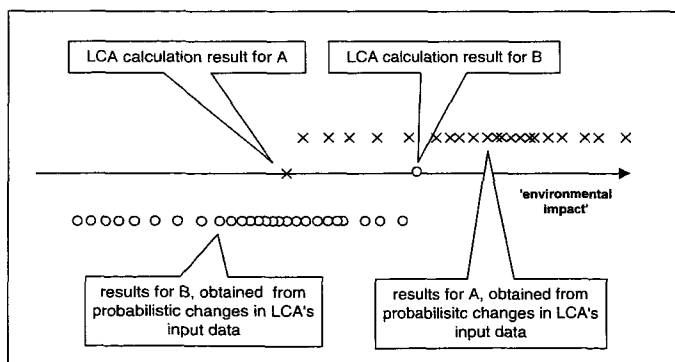 LCA calculation result for A
LCA calculation result for B
'environmental
impact'
results for B, obtained from
probabilistic changes in LCA's
input data
results for A, obtained from
probabilisitc changes in LCA's
input data